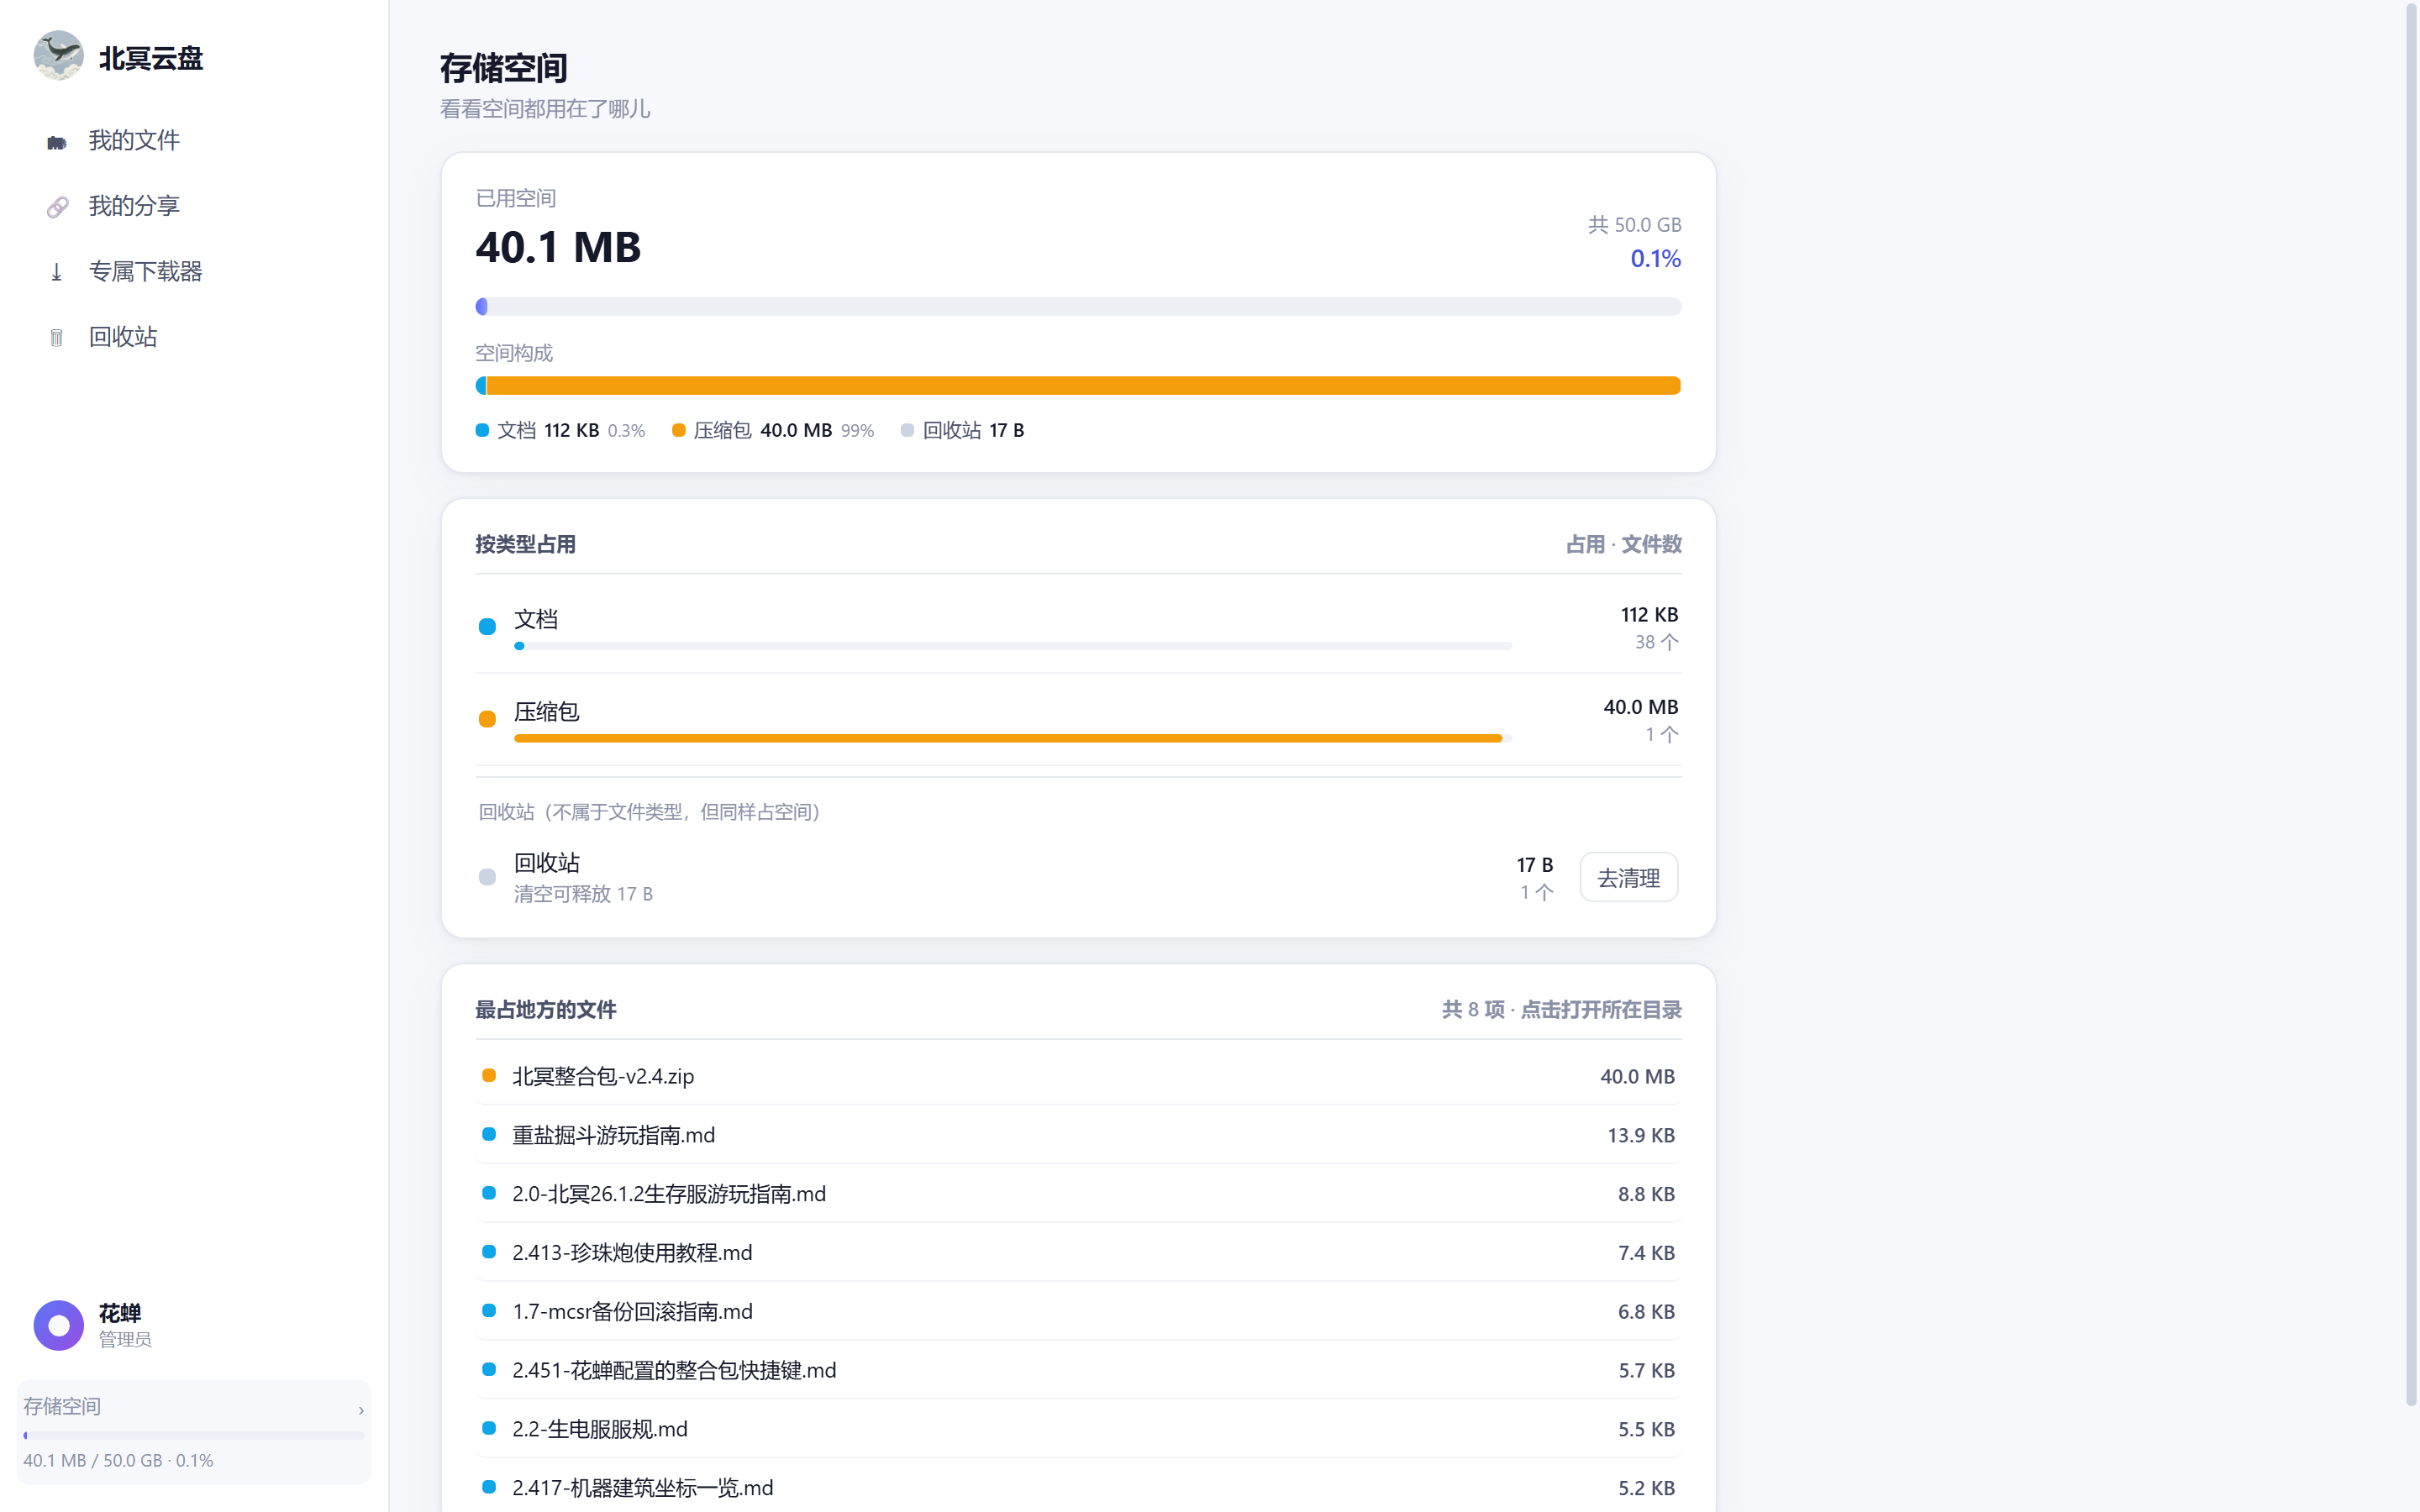 北冥云盘
我的文件
我的分享
专属下载器
回收站
存储空间
看看空间都用在了哪儿
已用空间
40.1 MB
共 50.0 GB
0.1%
空间构成
文档 112 KB 0.3% 压缩包 40.0 MB 99% 回收站 17 B
按类型占用 占用 · 文件数
文档
112 KB
38 个
压缩包
40.0 MB
1 个
回收站（不属于文件类型，但同样占空间）
回收站
清空可释放 17 B
17 B
1 个
去清理
最占地方的文件 共 8 项 · 点击打开所在目录
北冥整合包-v2.4.zip 40.0 MB
重盐掘斗游玩指南.md 13.9 KB
2.0-北冥26.1.2生存服游玩指南.md 8.8 KB
2.413-珍珠炮使用教程.md 7.4 KB
1.7-mcsr备份回滚指南.md 6.8 KB
2.451-花蝉配置的整合包快捷键.md 5.7 KB
2.2-生电服服规.md 5.5 KB
2.417-机器建筑坐标一览.md 5.2 KB
花蝉
管理员
存储空间 ›
40.1 MB / 50.0 GB · 0.1%